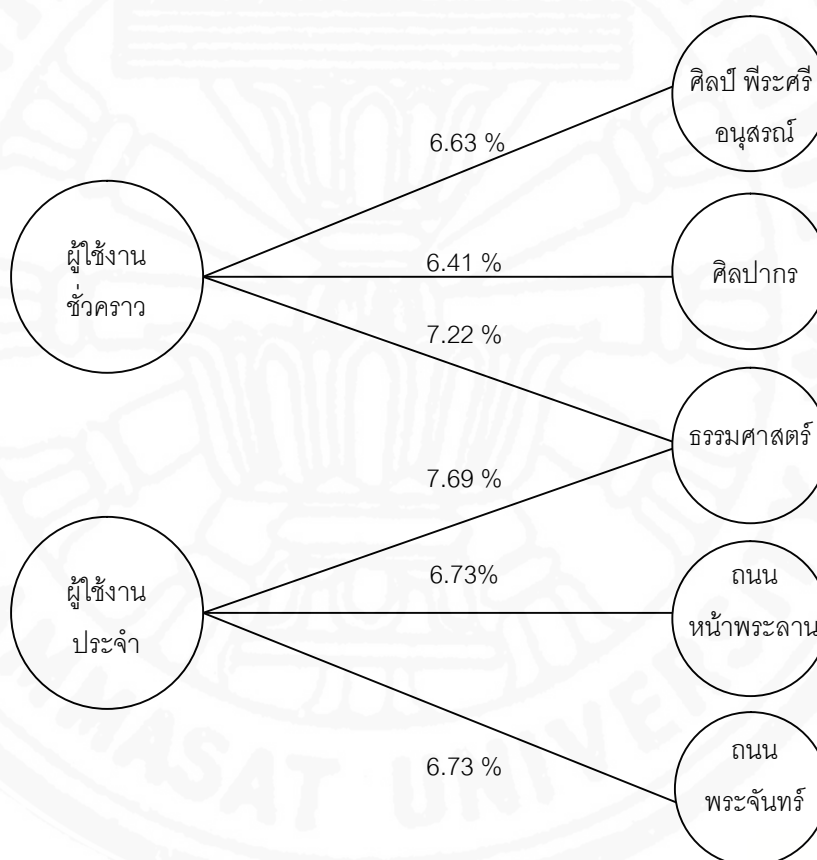 ศิลป์ พีระศรี
อนุสรณ์
6.63 %
ผู้ใช้งาน
ชั่วคราว
6.41 %
ศิลปากร
7.22 %
ธรรมศาสตร์
7.69 %
ผู้ใช้งาน
ประจำ
6.73%
ถนน
หน้าพระลาน
6.73 %
ถนน
พระจันทร์
MMASAT UNIVERSI